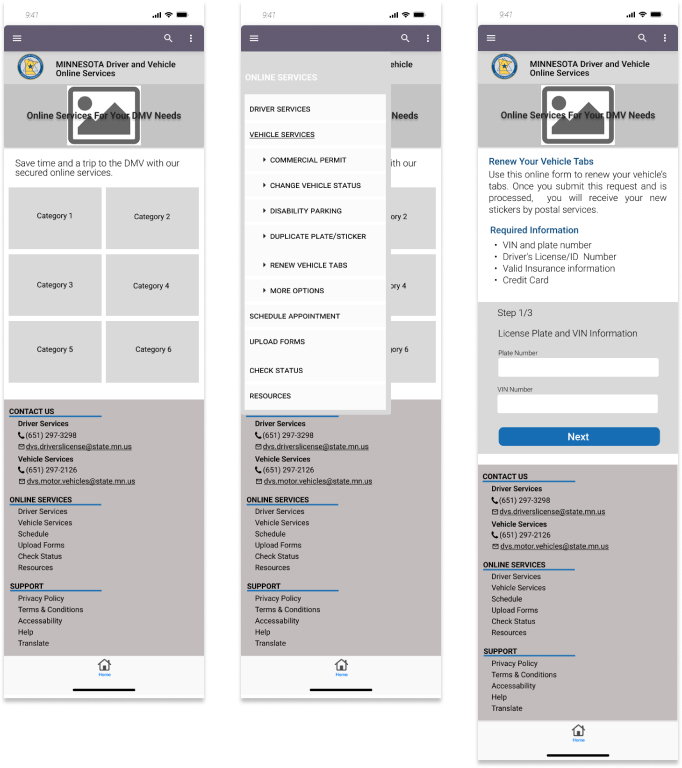 9:41
MINNESOTA Driver and Vehicle
Online Services
Online Services For Your DMV Needs
Save time and a trip to the DMV with our
secured online services.
Category 1
Category 2
Category 3
Category 4
Category 5
Category 6
CONTACT US
Driver Services
(651) 297-3298
dvs.driverslicense@state.mn.us
Vehicle Services
(651) 297-2126
dvs.motor.vehicles@state.mn.us
ONLINE SERVICES
Driver Services
Vehicle Services
Schedule
Upload Forms
Check Status
Resources
SUPPORT
Privacy Policy
Terms & Conditions
Accessability
Help
Translate
Home
9:41
ehicle
ONLINE SERVICES
Needs
DRIVER SERVICES
VEHICLE SERVICES
COMMERCIAL PERMIT
ith our
CHANGE VEHICLE STATUS
DISABILITY PARKING
ory 2
DUPLICATE PLATE/STICKER
RENEW VEHICLE TABS
MORE OPTIONS
ory 4
SCHEDULE APPOINTMENT
UPLOAD FORMS
ory 6
CHECK STATUS
RESOURCES
Driver Services
(651) 297-3298
dvs.driverslicense@state.mn.us
Vehicle Services
(651) 297-2126
dvs.motor.vehicles@state.mn.us
ONLINE SERVICES
Driver Services
Vehicle Services
Schedule
Upload Forms
Check Status
Resources
SUPPORT
Privacy Policy
Terms & Conditions
Accessability
Help
Translate
Home
9:41
MINNESOTA Driver and Vehicle
Online Services
Online Services For Your DMV Needs
Renew Your Vehicle Tabs
Use this online form to renew your vehicle's
tabs. Once you submit this request and is
processed, you will receive your new
stickers by postal services.
Required Information
• VIN and plate number
• Driver's License/ID Number
• Valid Insurance information
• Credit Card
Step 1/3
License Plate and VIN Information
Plate Number
VIN Number
Next
CONTACT US
Driver Services
(651) 297-3298
dvs.driverslicense@state.mn.us
Vehicle Services
(651) 297-2126
dvs.motor.vehicles@state.mn.us
ONLINE SERVICES
Driver Services
Vehicle Services
Schedule
Upload Forms
Check Status
Resources
SUPPORT
Privacy Policy
Terms & Conditions
Accessability
Help
Translate
Home